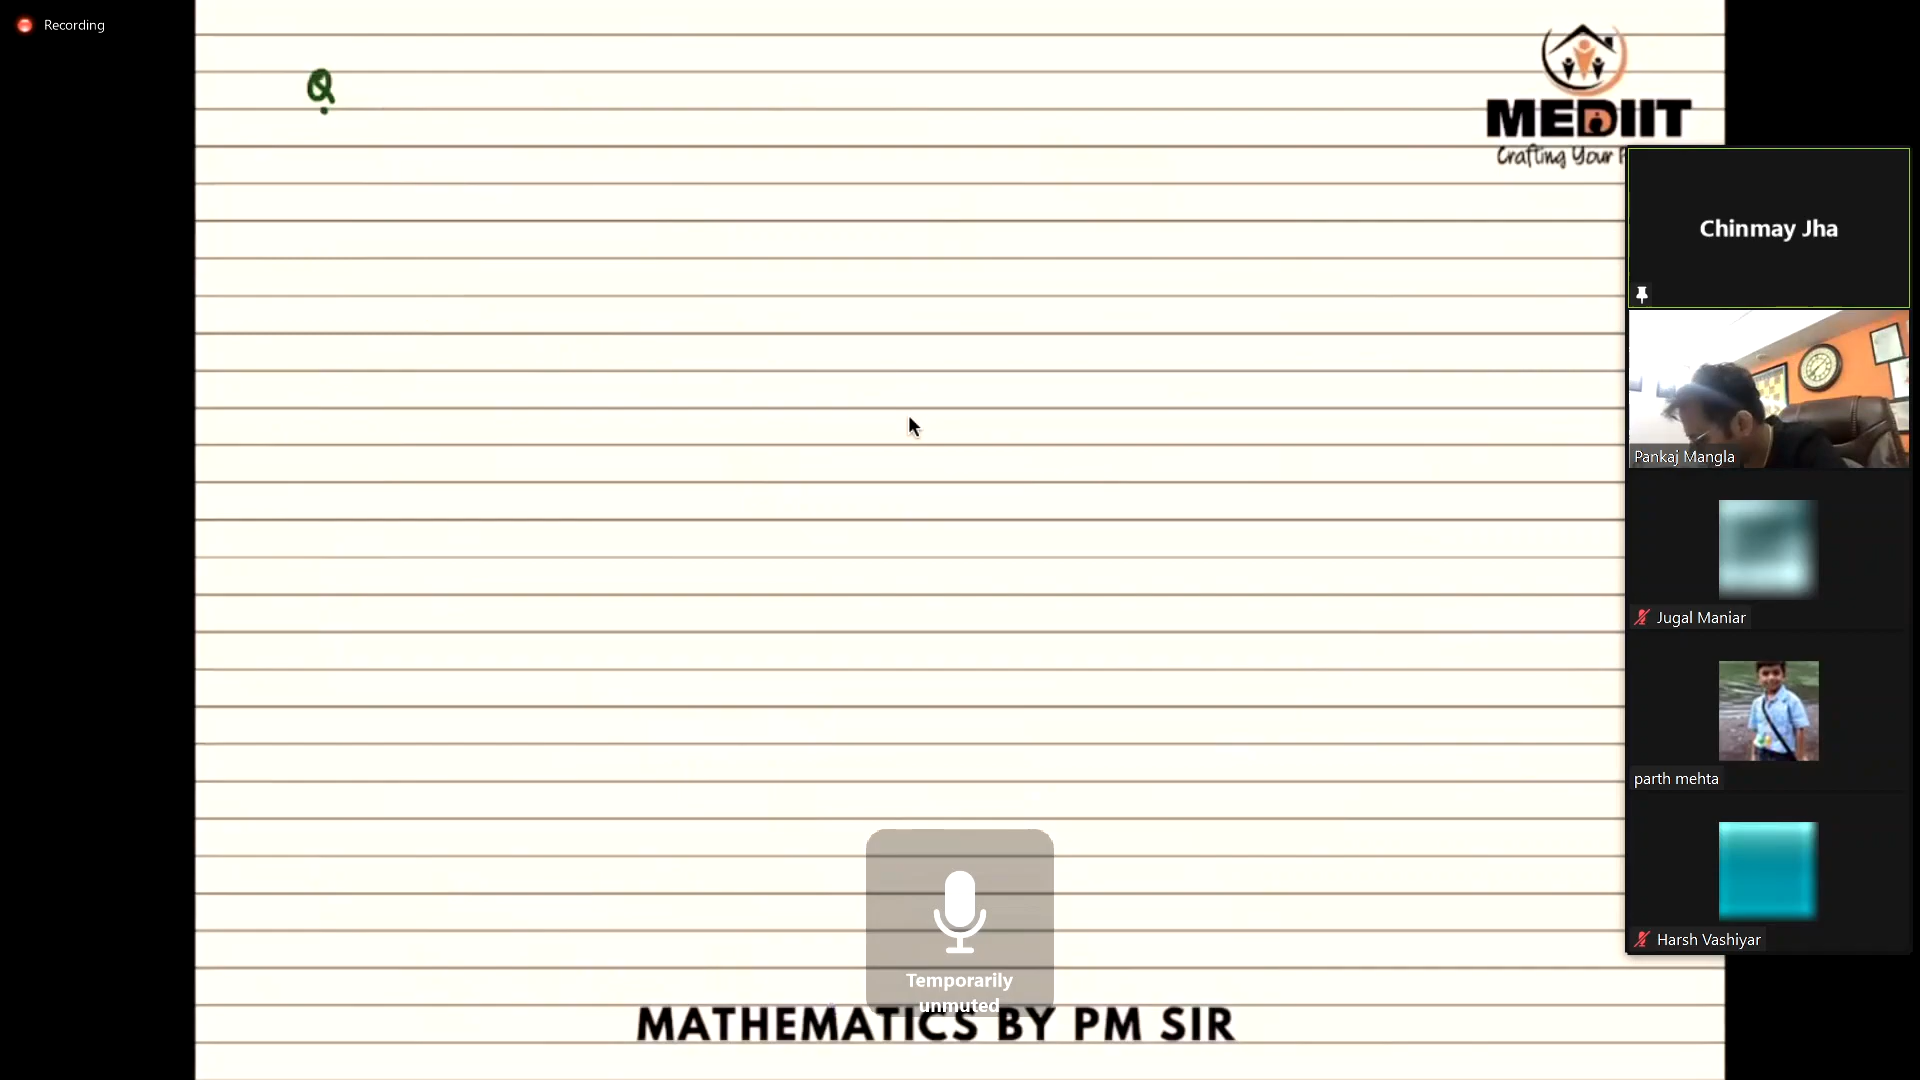 Recording
Q.
MEDIIT
Crafting Your
Chinmay Jha
Pankaj Mangla
Jugal Maniar
parth mehta
Harsh Vashiyar
Temporarily
unmuted
MATHEMATICS BY PM SIR